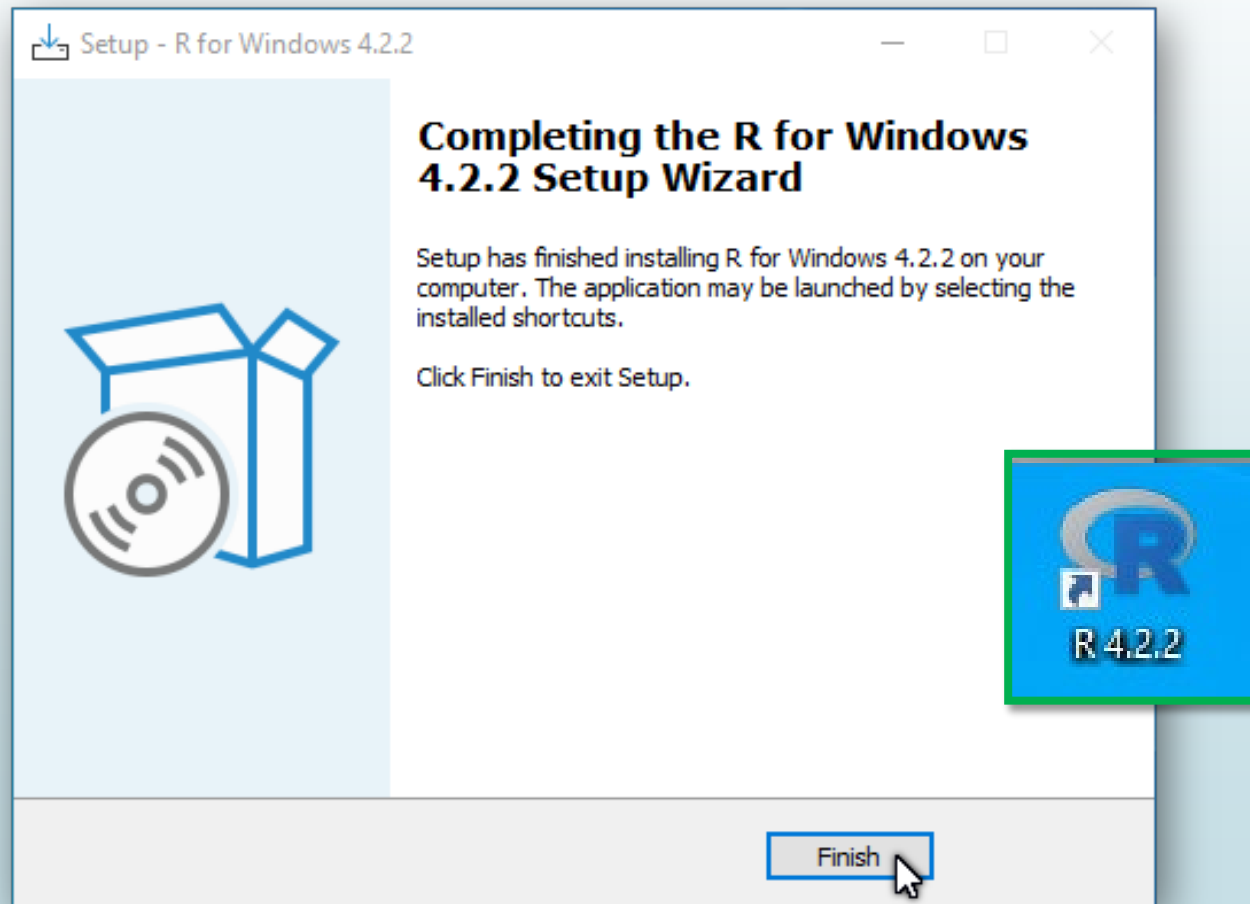 Setup - R for Windows 4.2.2
Completing the R for Windows
4.2.2 Setup Wizard
Setup has finished installing R for Windows 4.2.2 on your
computer. The application may be launched by selecting the
installed shortcuts.
Click Finish to exit Setup.
R
R 4.2.2
Finish